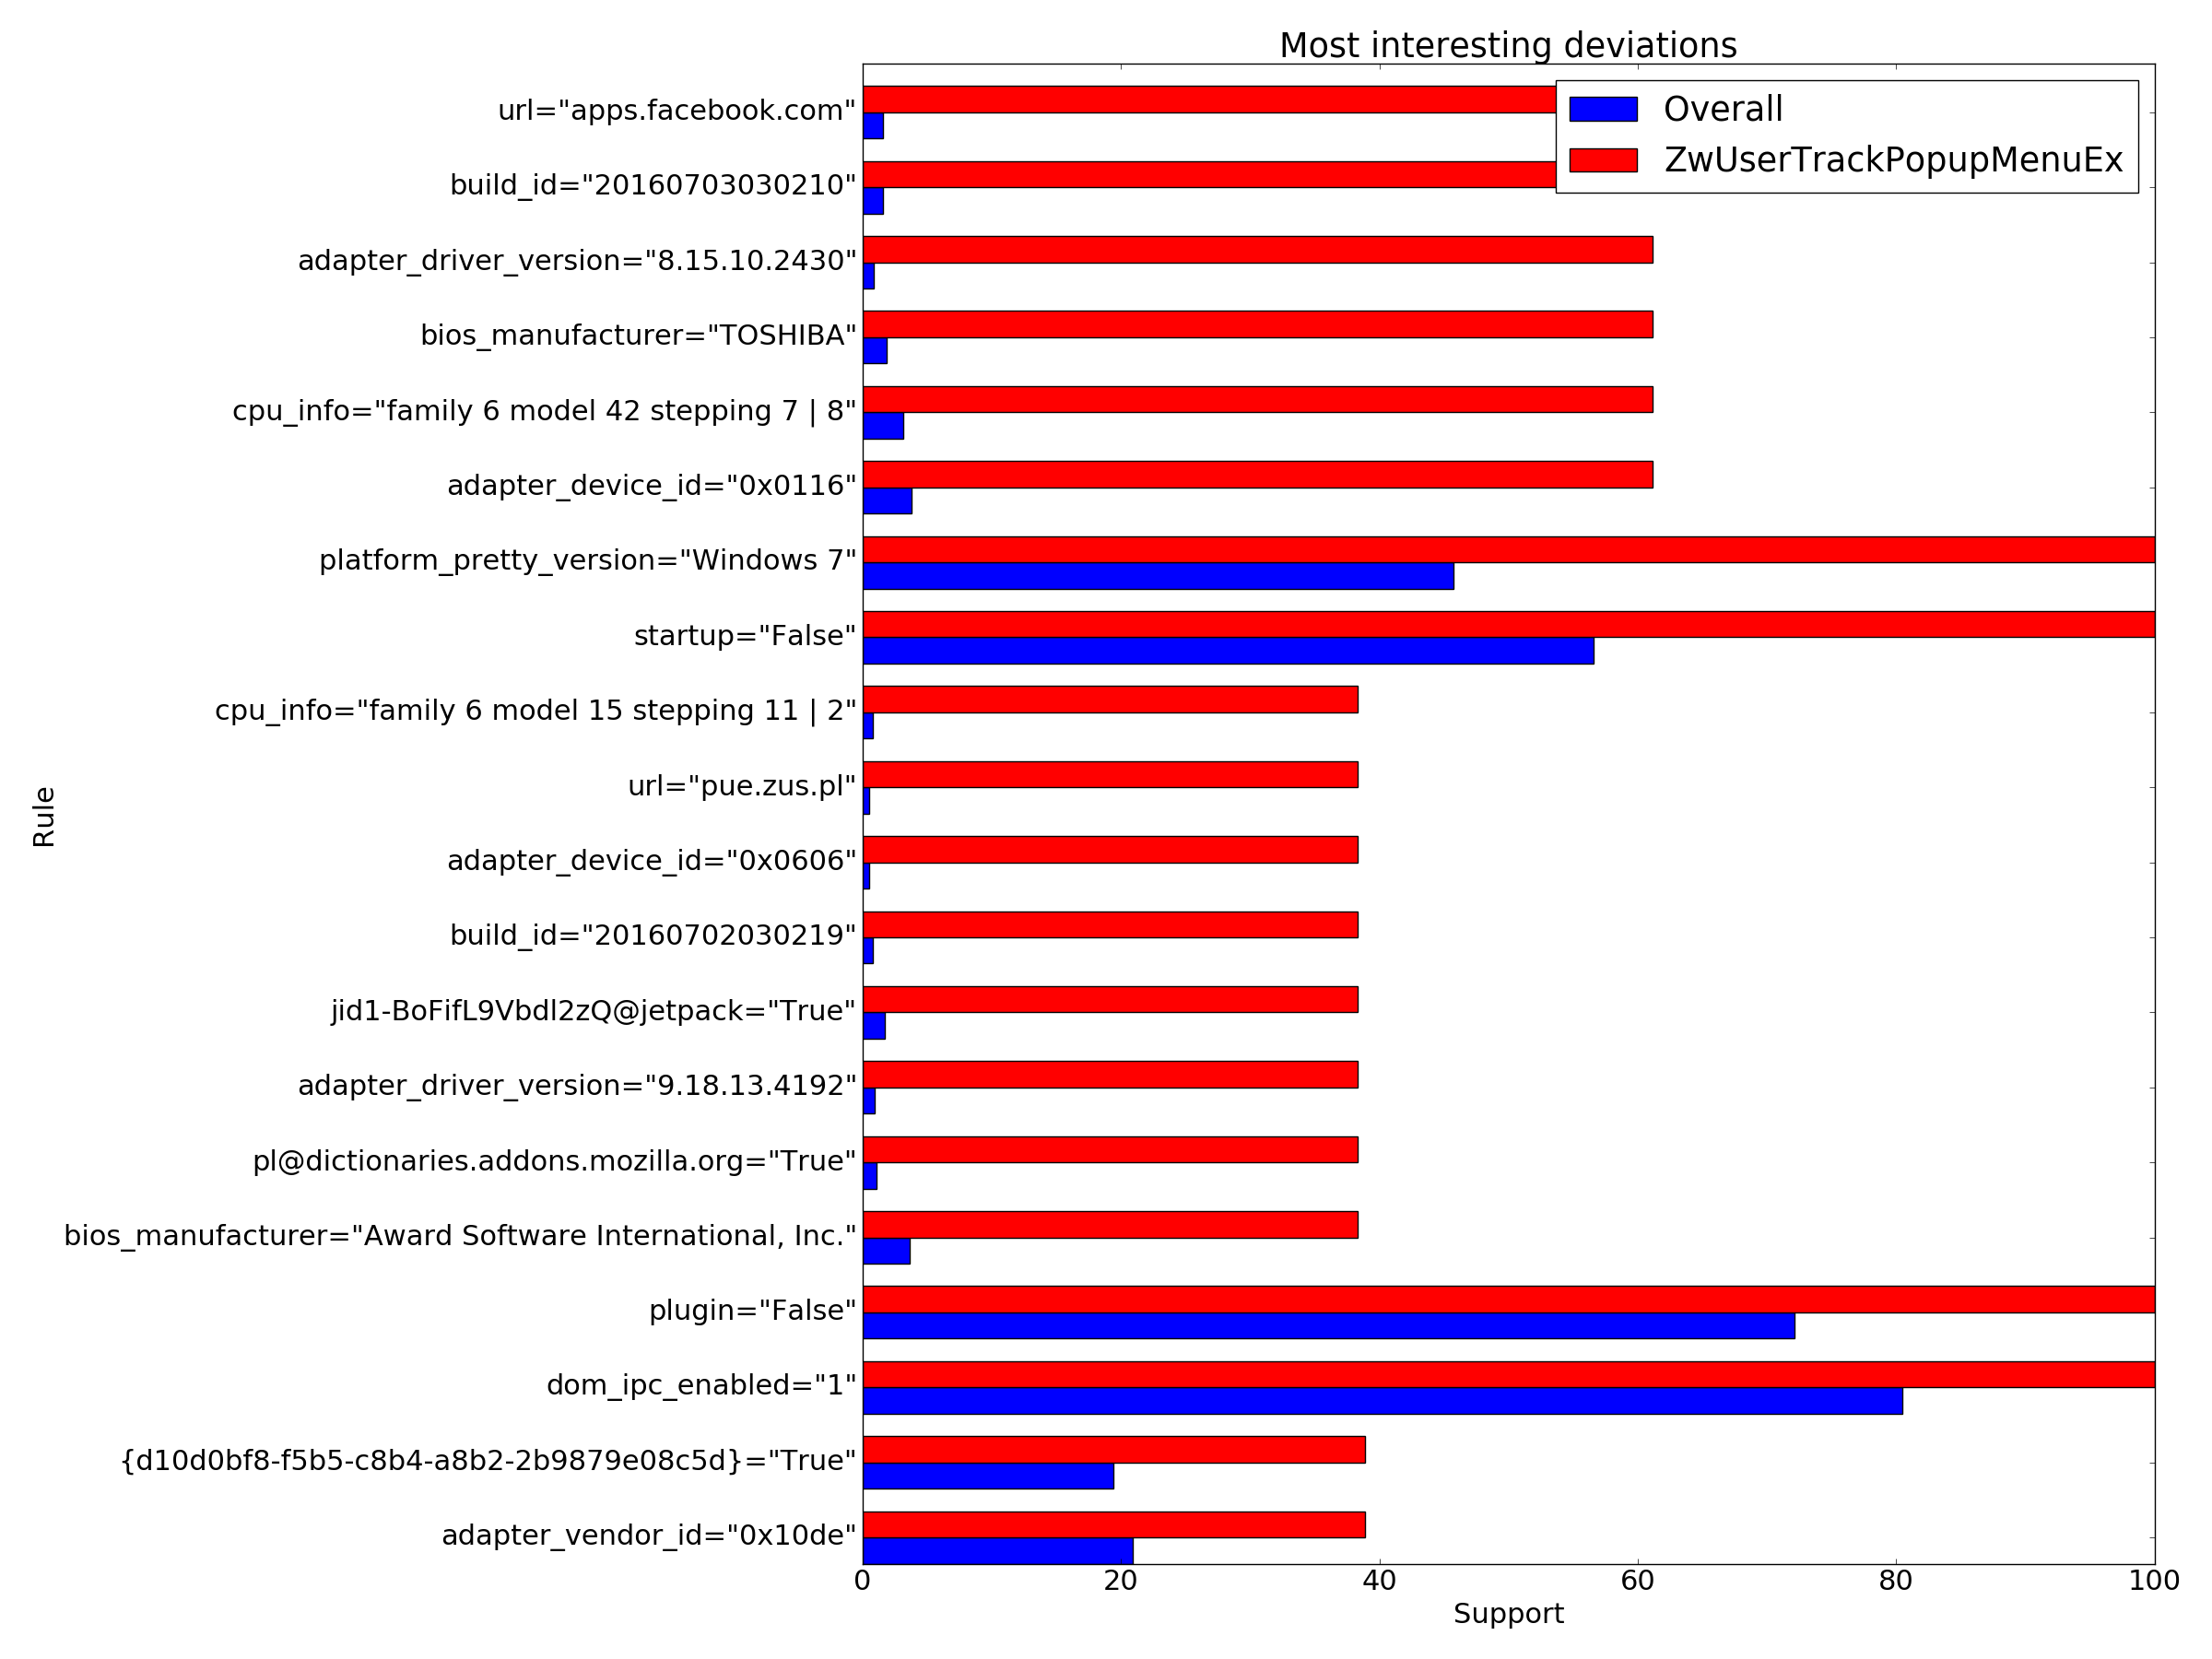 Most interesting deviations
Overall
ZwUserTrackPopupMenuEx
url="apps.facebook.com"
build_id="20160703030210"
adapter_driver_version="8.15.10.2430"
bios_manufacturer="TOSHIBA"
cpu_info="family 6 model 42 stepping 7 | 8"
adapter_device_id="0x0116"
platform_pretty_version="Windows 7"
startup="False"
cpu_info="family 6 model 15 stepping 11 | 2"
url="pue.zus.pl"
adapter_device_id="0x0606"
build_id="20160702030219"
jid1-BoFifL9Vbdl2zQ@jetpack="True"
adapter_driver_version="9.18.13.4192"
pl@dictionaries.addons.mozilla.org="True"
bios_manufacturer="Award Software International, Inc."
plugin="False"
dom_ipc_enabled="1"
{d10d0bf8-f5b5-c8b4-a8b2-2b9879e08c5d}="True"
adapter_vendor_id="0x10de"
Rule
0 20 40 60 80 100
Support